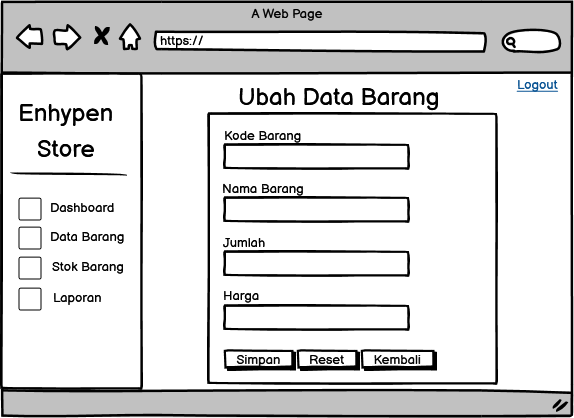 A Web Page
https://
Logout
Enhypen
Store
Dashboard
Data Barang
Stok Barang
Laporan
Ubah Data Barang
Kode Barang
Nama Barang
Jumlah
Harga
Simpan Reset Kembali